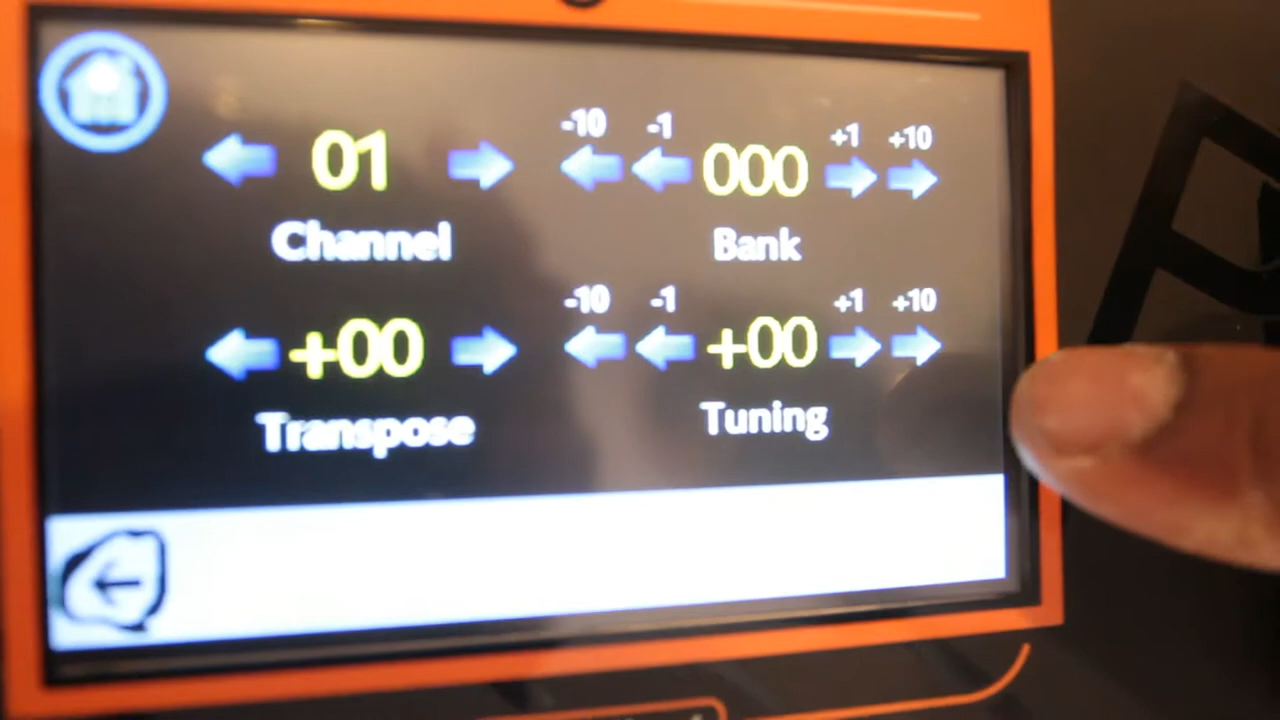 01
Channel
-10 -1 000 +1 +10
Bank
+00
Transpose
-10 -1 +00 +1 +10
Tuning